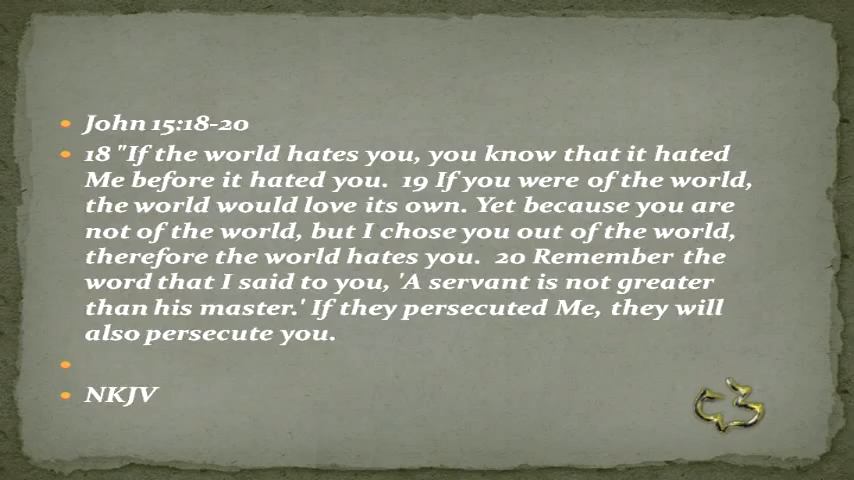 John 15:18-20
18 "If the world hates you, you know that it hated
Me before it hated you.  19 If you were of the world,
the world would love its own. Yet because you are
not of the world, but I chose you out of the world,
therefore the world hates you.  20 Remember the
word that I said to you, 'A servant is not greater
than his master.' If they persecuted Me, they will
also persecute you.
NKJV